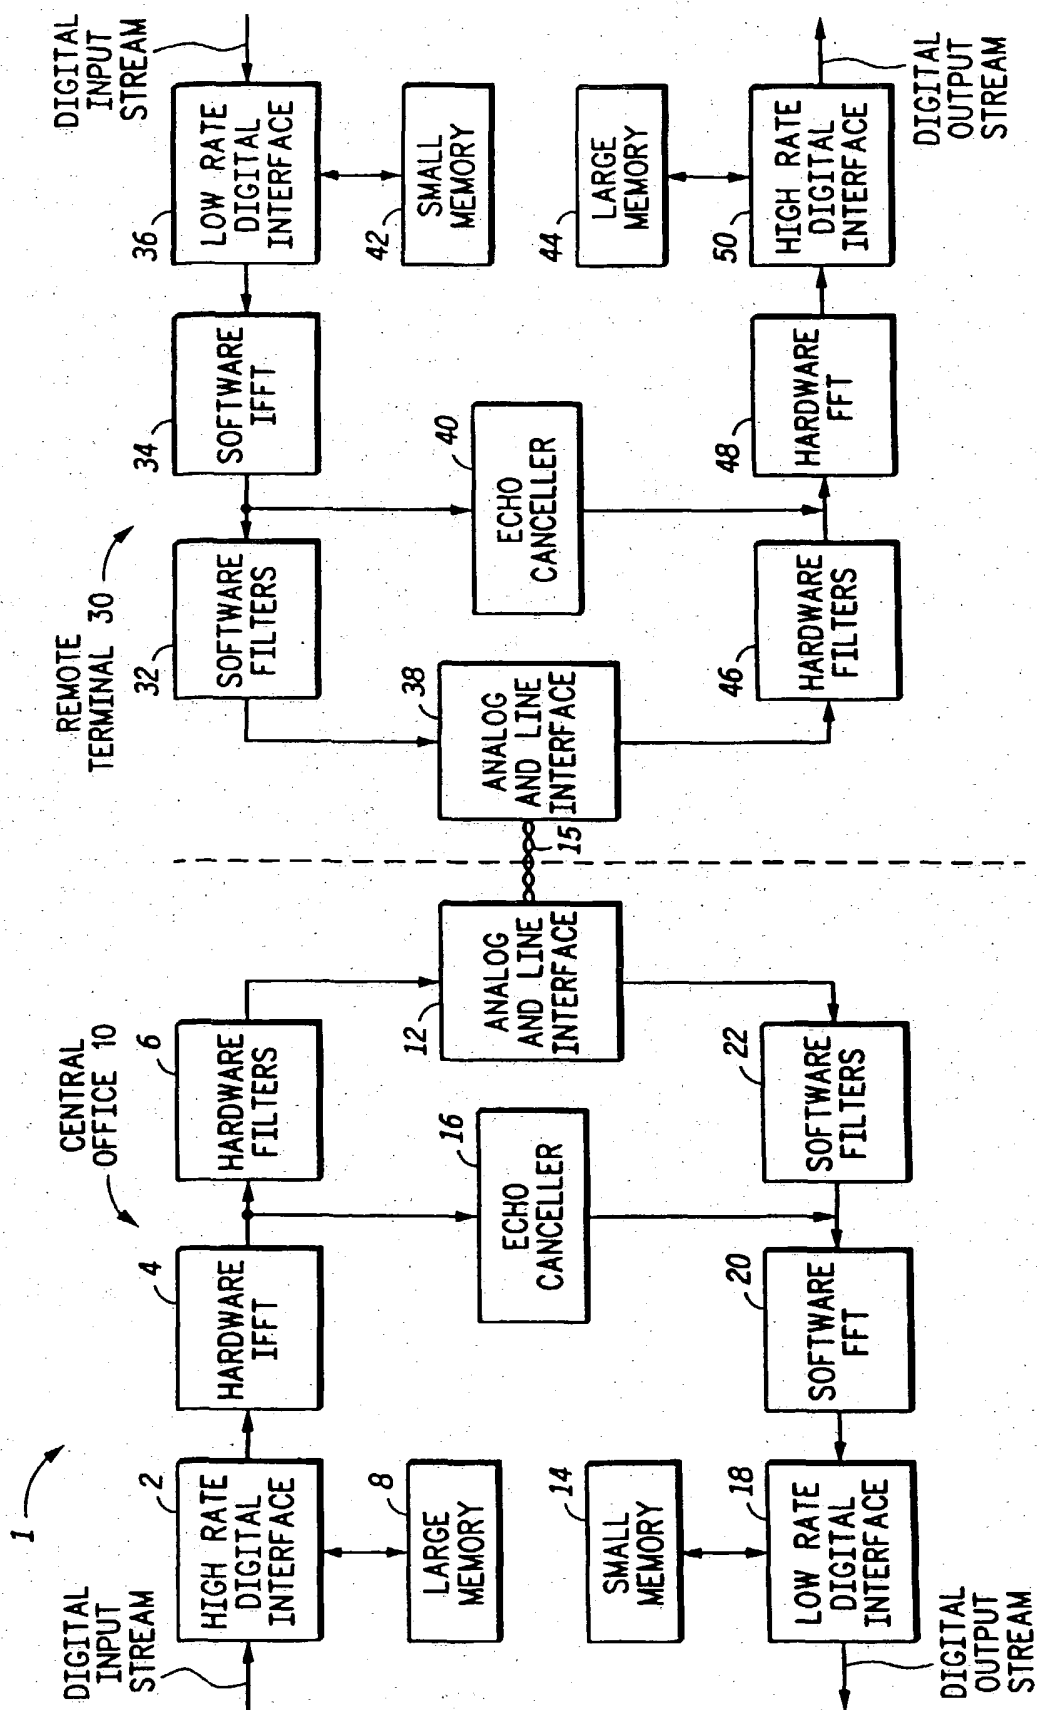 1
CENTRAL
OFFICE 10
REMOTE
TERMINAL 30
DIGITAL
INPUT
STREAM
2
HIGH RATE
DIGITAL
INTERFACE
4
HARDWARE
IFFT
6
HARDWARE
FILTERS
32
SOFTWARE
FILTERS
34
SOFTWARE
IFFT
36
LOW RATE
DIGITAL
INTERFACE
DIGITAL
INPUT
STREAM
8
LARGE
MEMORY
16
ECHO
CANCELLER
12
ANALOG
AND LINE
INTERFACE
15
38
ANALOG
AND LINE
INTERFACE
40
ECHO
CANCELLER
42
SMALL
MEMORY
14
SMALL
MEMORY
44
LARGE
MEMORY
18
LOW RATE
DIGITAL
INTERFACE
20
SOFTWARE
FFT
22
SOFTWARE
FILTERS
46
HARDWARE
FILTERS
48
HARDWARE
FFT
50
HIGH RATE
DIGITAL
INTERFACE
DIGITAL
OUTPUT
STREAM
DIGITAL
OUTPUT
STREAM